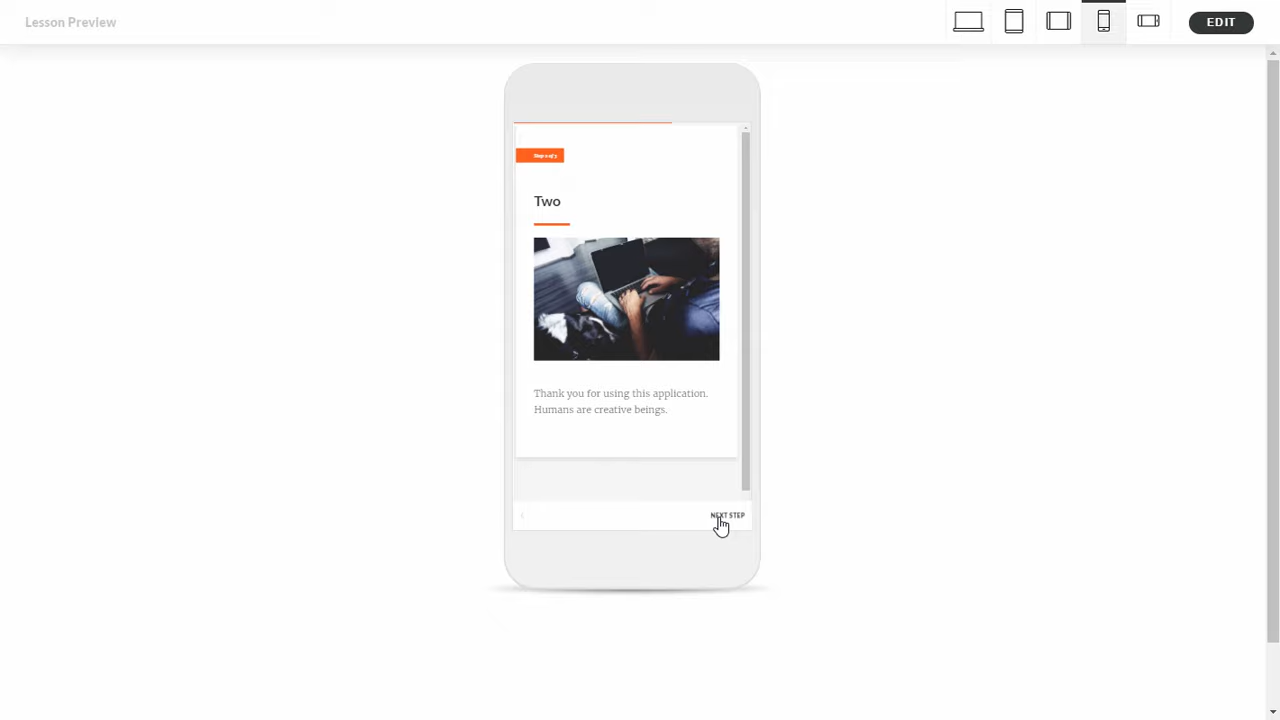 Lesson Preview
EDIT
Two
Thank you for using this application.
Humans are creative beings.
NEXT STEP